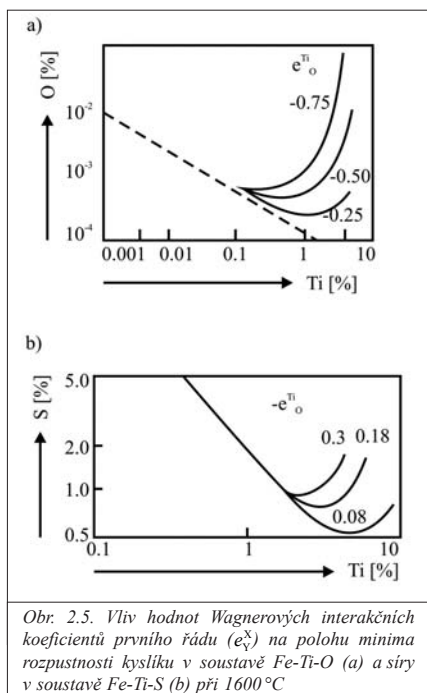 a)
O [%]
e^Ti_O
-0.75
10^-2
-0.50
10^-3
-0.25
10^-4
0.001 0.01 0.1 1 10
Ti [%]
b)
S [%]
5.0
-e^Ti_O
2.0
0.3 0.18
1.0
0.08
0.5
0.1 1 10
Ti [%]
Obr. 2.5. Vliv hodnot Wagnerových interakčních
koeficientů prvního řádu (e^X_Y) na polohu minima
rozpustnosti kyslíku v soustavě Fe-Ti-O (a) a síry
v soustavě Fe-Ti-S (b) při 1600 °C